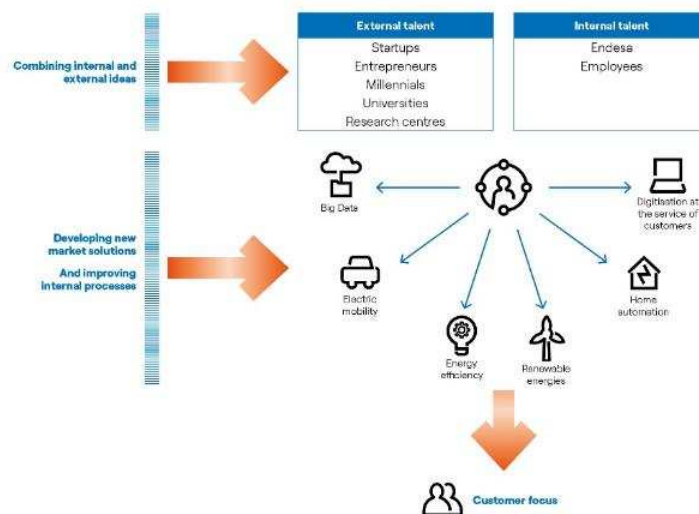 External talent
Internal talent
Combining internal and
external ideas
Startups
Entrepreneurs
Millennials
Universities
Research centres
Endesa
Employees
Big Data
Digitisation at
the service of
customers
Developing new
market solutions
And improving
internal processes
Electric
mobility
Home
automation
Energy
efficiency
Renewable
energies
Customer focus